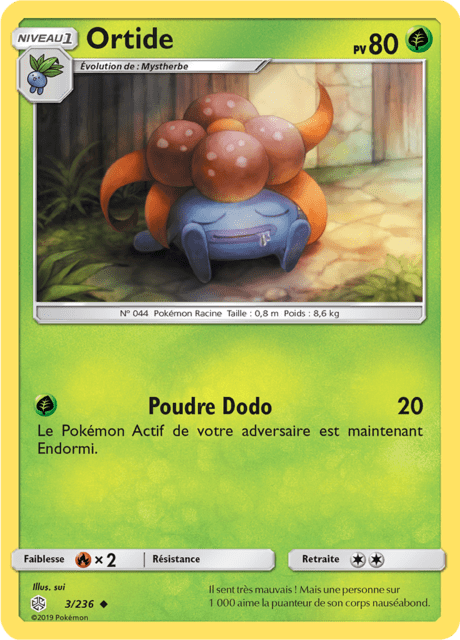 NIVEAU 1
Ortide
PV 80
Évolution de : Mystherbe
N° 044 Pokémon Racine Taille : 0,8 m Poids : 8,6 kg
Poudre Dodo 20
Le Pokémon Actif de votre adversaire est maintenant
Endormi.
Faiblesse × 2 Résistance Retraite
Illus. sui
3/236
©2019 Pokémon
Il sent très mauvais ! Mais une personne sur
1 000 aime la puanteur de son corps nauséabond.